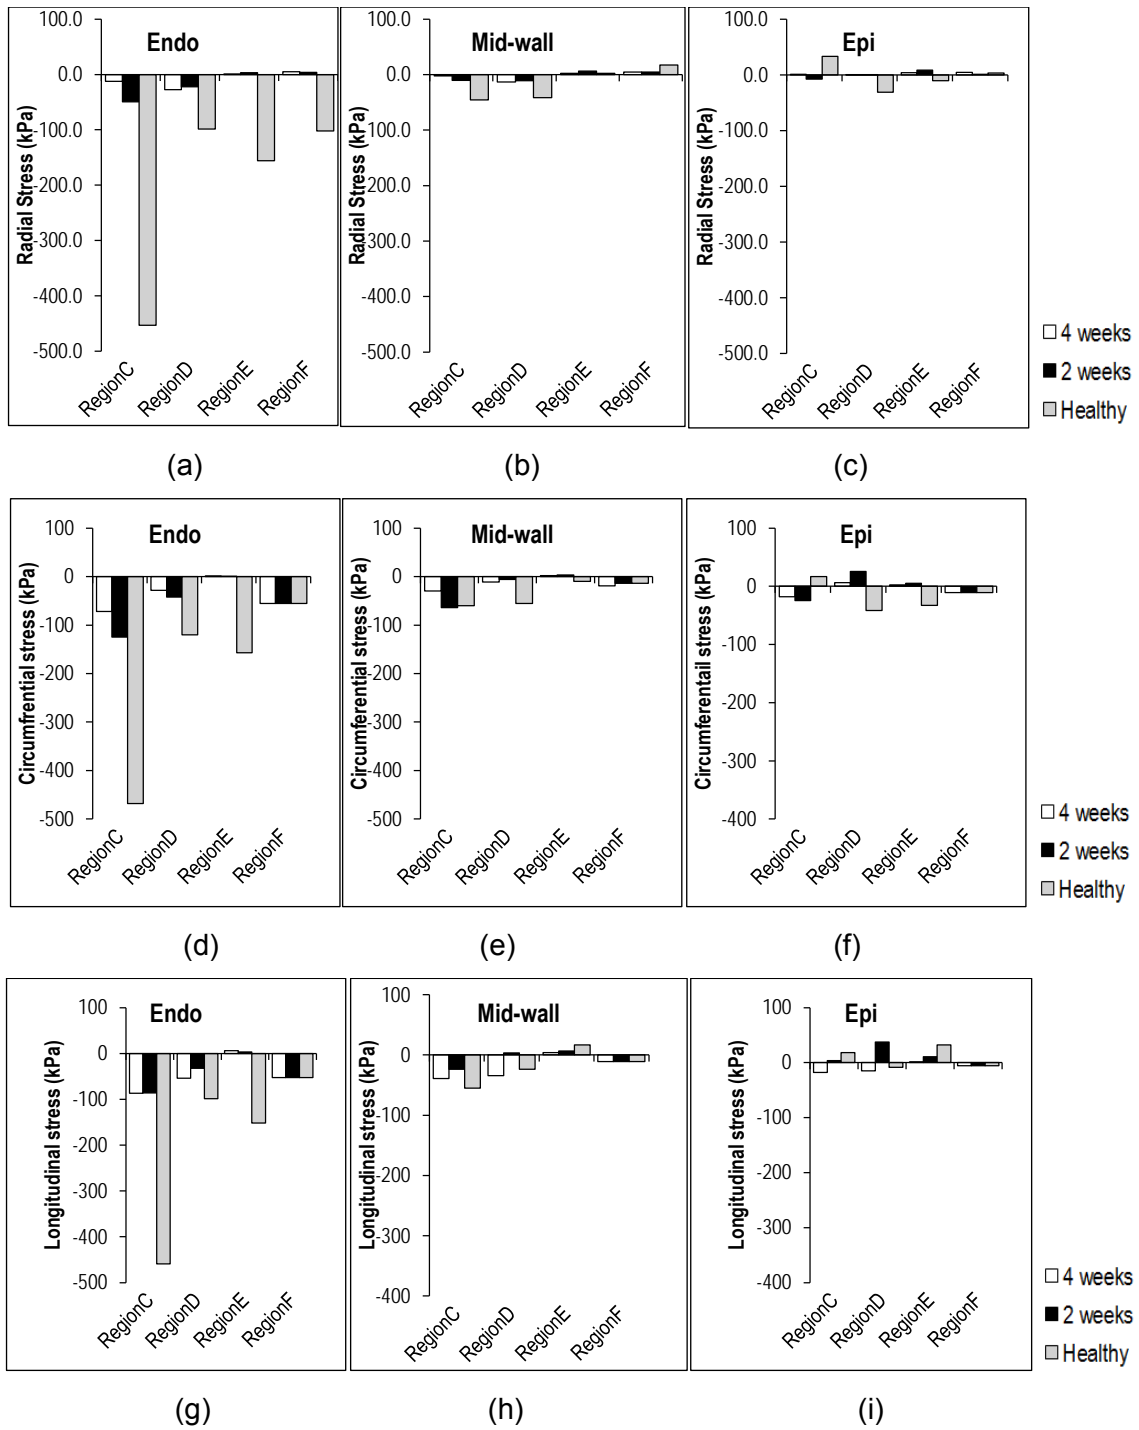 Endo
Radial Stress (kPa)
100.0
0.0
-100.0
-200.0
-300.0
-400.0
-500.0
RegionC
RegionD
RegionE
RegionF
(a)
Mid-wall
Radial Stress (kPa)
100.0
0.0
-100.0
-200.0
-300.0
-400.0
-500.0
RegionC
RegionD
RegionE
RegionF
(b)
Epi
Radial Stress (kPa)
100.0
0.0
-100.0
-200.0
-300.0
-400.0
-500.0
RegionC
RegionD
RegionE
RegionF
(c)
4 weeks
2 weeks
Healthy
Endo
Circumfrential stress (kPa)
100
0
-100
-200
-300
-400
-500
RegionC
RegionD
RegionE
RegionF
(d)
Mid-wall
Circumferential stress (kPa)
100
0
-100
-200
-300
-400
-500
RegionC
RegionD
RegionE
RegionF
(e)
Epi
Circumferentail stress (kPa)
100
0
-100
-200
-300
-400
RegionC
RegionD
RegionE
RegionF
(f)
4 weeks
2 weeks
Healthy
Endo
Longitudinal stress (kPa)
100
0
-100
-200
-300
-400
-500
RegionC
RegionD
RegionE
RegionF
(g)
Mid-wall
Longitudinal stress (kPa)
100
0
-100
-200
-300
-400
RegionC
RegionD
RegionE
RegionF
(h)
Epi
Longitudinal stress (kPa)
100
0
-100
-200
-300
-400
RegionC
RegionD
RegionE
RegionF
(i)
4 weeks
2 weeks
Healthy